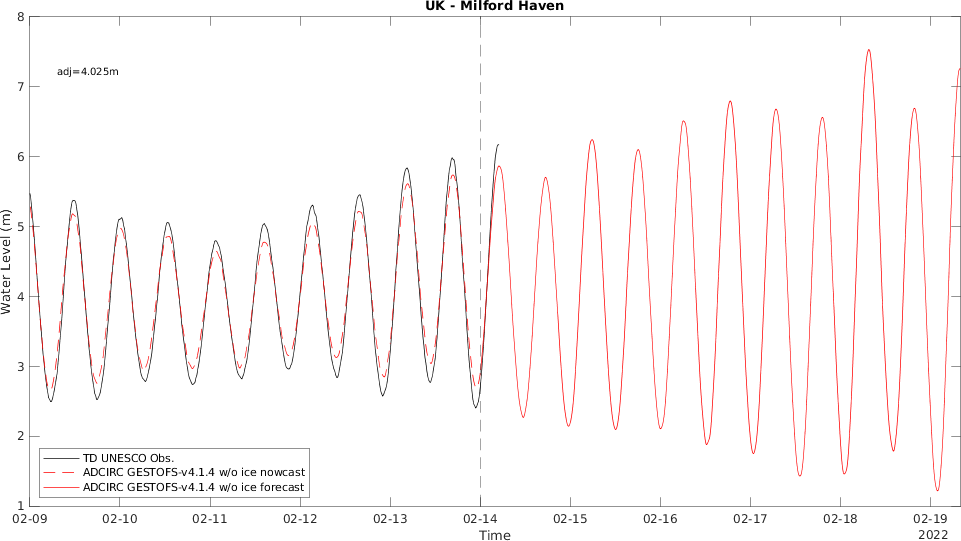 UK - Milford Haven
8
7
6
5
4
3
2
1
Water Level (m)
adj=4.025m
TD UNESCO Obs.
ADCIRC GESTOFS-v4.1.4 w/o ice nowcast
ADCIRC GESTOFS-v4.1.4 w/o ice forecast
02-09 02-10 02-11 02-12 02-13 02-14 02-15 02-16 02-17 02-18 02-19
Time
2022